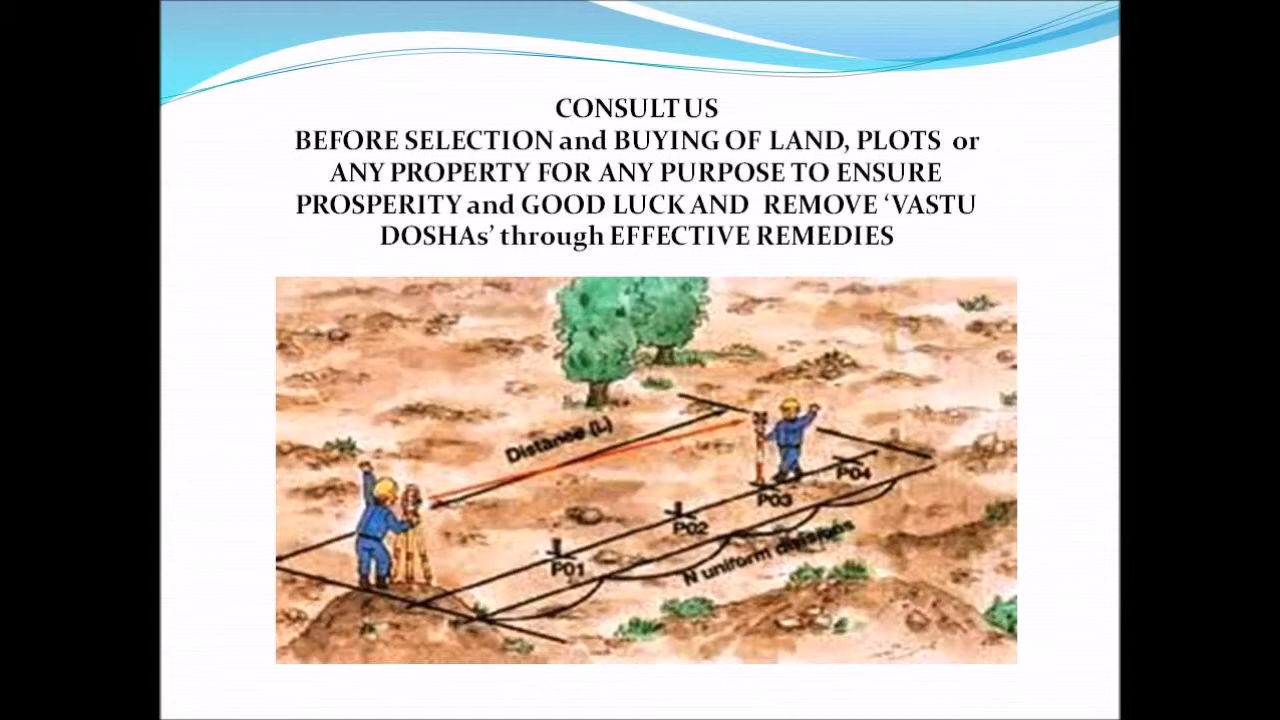 CONSULT US
BEFORE SELECTION and BUYING OF LAND, PLOTS or
ANY PROPERTY FOR ANY PURPOSE TO ENSURE
PROSPERITY and GOOD LUCK AND REMOVE ‘VASTU
DOSHAs’ through EFFECTIVE REMEDIES
Distance (L)
P04
P03
P02
P01
N uniform divisions